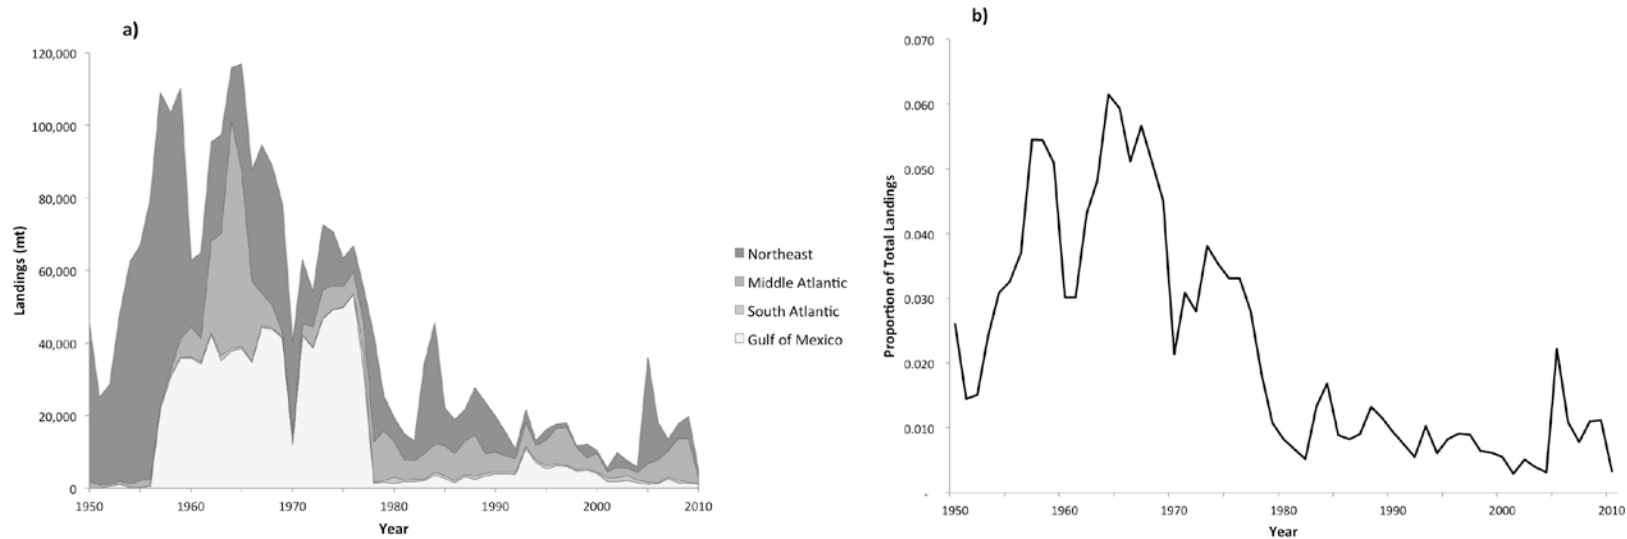 a)
120,000
100,000
80,000
60,000
40,000
20,000
0
Landings (mt)
1950 1960 1970 1980 1990 2000 2010
Year
Northeast
Middle Atlantic
South Atlantic
Gulf of Mexico
b)
0.070
0.060
0.050
0.040
0.030
0.020
0.010
-
Proportion of Total Landings
1950 1960 1970 1980 1990 2000 2010
Year